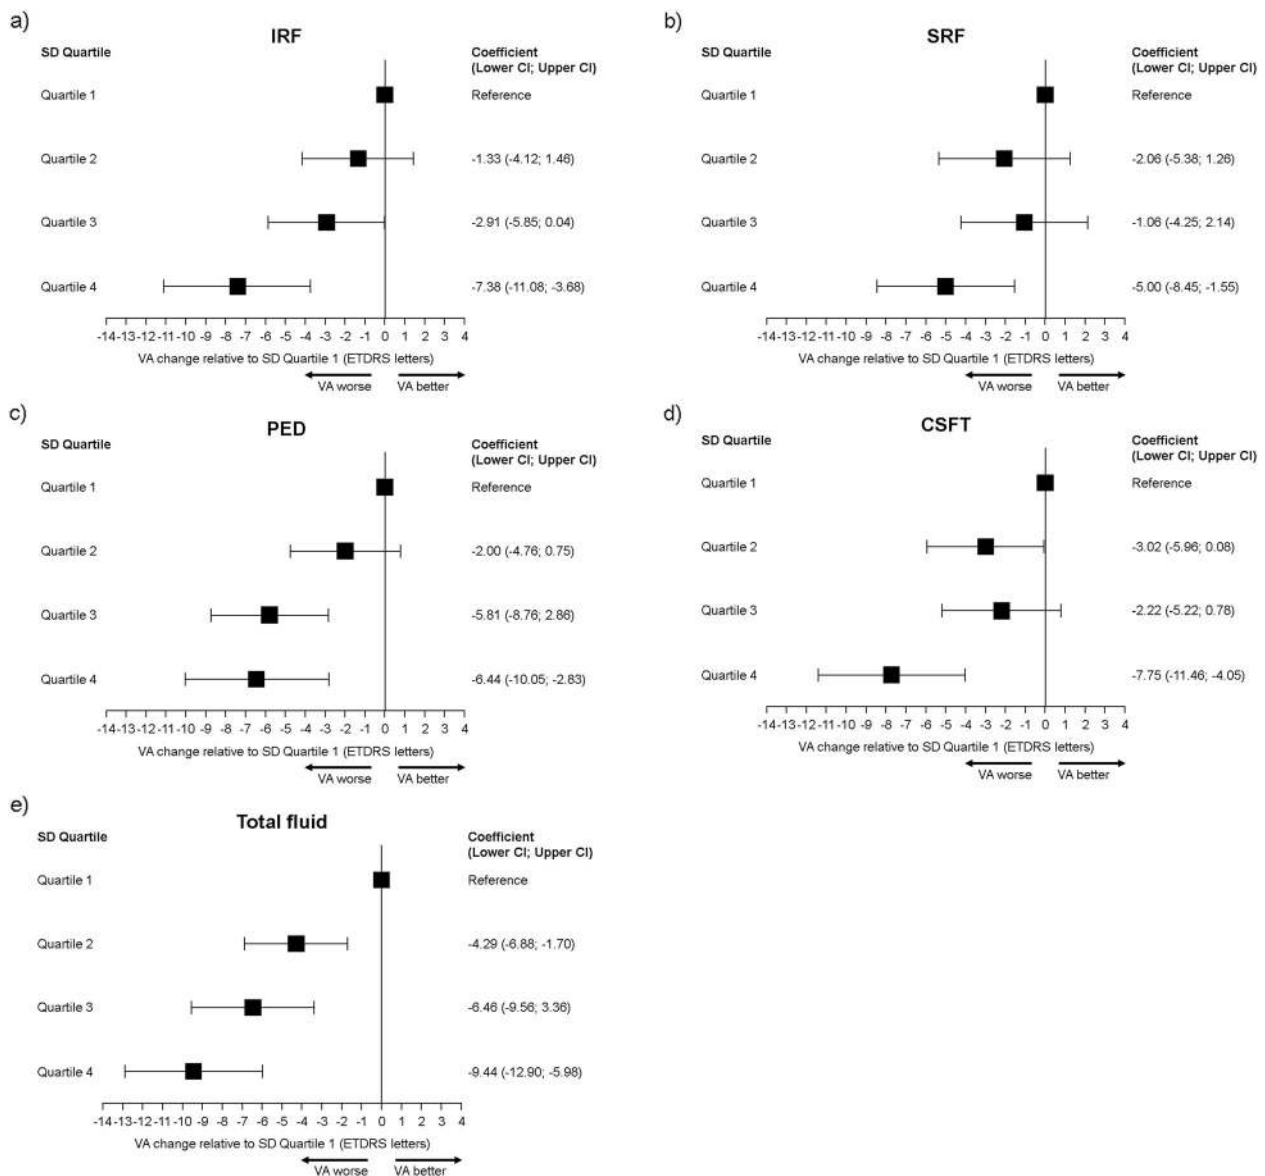 a)
IRF
SD Quartile
Coefficient
(Lower CI; Upper CI)
Quartile 1 Reference
Quartile 2 -1.33 (-4.12; 1.46)
Quartile 3 -2.91 (-5.85; 0.04)
Quartile 4 -7.38 (-11.08; -3.68)
-14 -13 -12 -11 -10 -9 -8 -7 -6 -5 -4 -3 -2 -1 0 1 2 3 4
VA change relative to SD Quartile 1 (ETDRS letters)
VA worse VA better
b)
SRF
SD Quartile
Coefficient
(Lower CI; Upper CI)
Quartile 1 Reference
Quartile 2 -2.06 (-5.38; 1.26)
Quartile 3 -1.06 (-4.25; 2.14)
Quartile 4 -5.00 (-8.45; -1.55)
-14 -13 -12 -11 -10 -9 -8 -7 -6 -5 -4 -3 -2 -1 0 1 2 3 4
VA change relative to SD Quartile 1 (ETDRS letters)
VA worse VA better
c)
PED
SD Quartile
Coefficient
(Lower CI; Upper CI)
Quartile 1 Reference
Quartile 2 -2.00 (-4.76; 0.75)
Quartile 3 -5.81 (-8.76; 2.86)
Quartile 4 -6.44 (-10.05; -2.83)
-14 -13 -12 -11 -10 -9 -8 -7 -6 -5 -4 -3 -2 -1 0 1 2 3 4
VA change relative to SD Quartile 1 (ETDRS letters)
VA worse VA better
d)
CSFT
SD Quartile
Coefficient
(Lower CI; Upper CI)
Quartile 1 Reference
Quartile 2 -3.02 (-5.96; 0.08)
Quartile 3 -2.22 (-5.22; 0.78)
Quartile 4 -7.75 (-11.46; -4.05)
-14 -13 -12 -11 -10 -9 -8 -7 -6 -5 -4 -3 -2 -1 0 1 2 3 4
VA change relative to SD Quartile 1 (ETDRS letters)
VA worse VA better
e)
Total fluid
SD Quartile
Coefficient
(Lower CI; Upper CI)
Quartile 1 Reference
Quartile 2 -4.29 (-6.88; -1.70)
Quartile 3 -6.46 (-9.56; 3.36)
Quartile 4 -9.44 (-12.90; -5.98)
-14 -13 -12 -11 -10 -9 -8 -7 -6 -5 -4 -3 -2 -1 0 1 2 3 4
VA change relative to SD Quartile 1 (ETDRS letters)
VA worse VA better